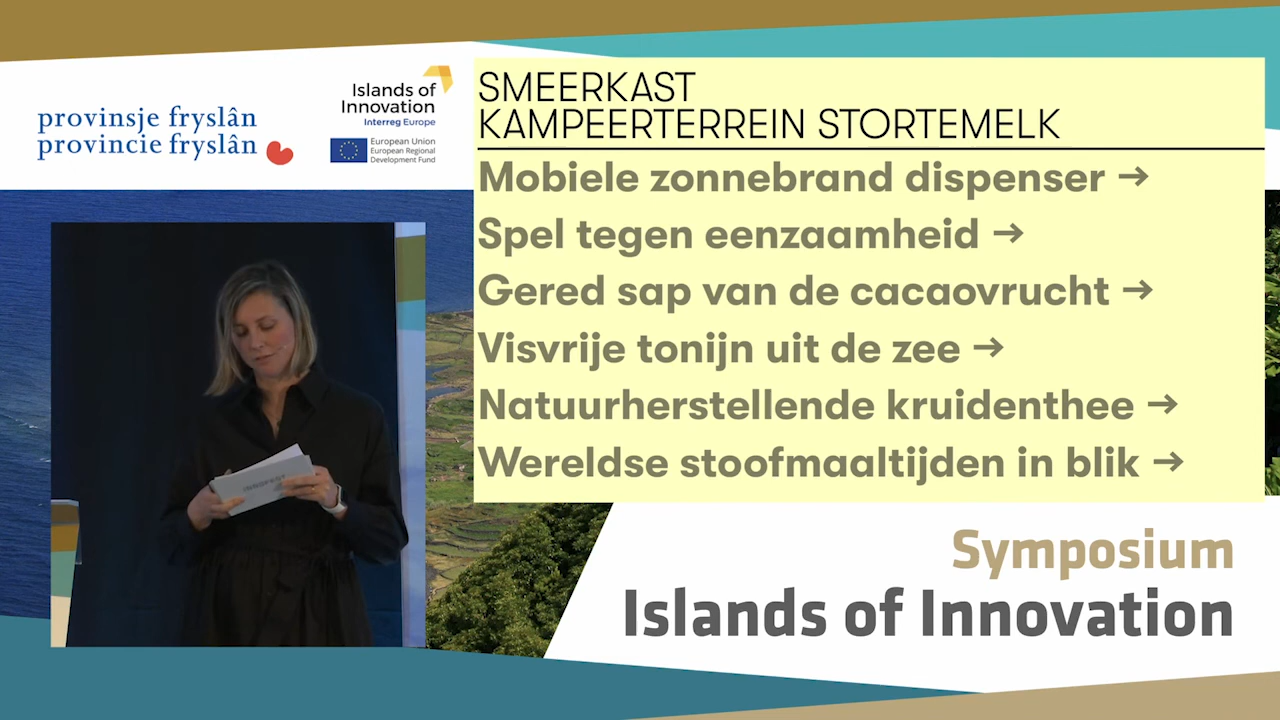 provinsje fryslân
provincie fryslân
Islands of
Innovation
Interreg Europe
European Union
European Regional
Development Fund
SMEERKAST
KAMPEERTERREIN STORTEMELK
Mobiele zonnebrand dispenser →
Spel tegen eenzaamheid →
Gered sap van de cacaovrucht →
Visvrije tonijn uit de zee →
Natuurherstellende kruidenthee →
Wereldse stoofmaaltijden in blik →
Symposium
Islands of Innovation